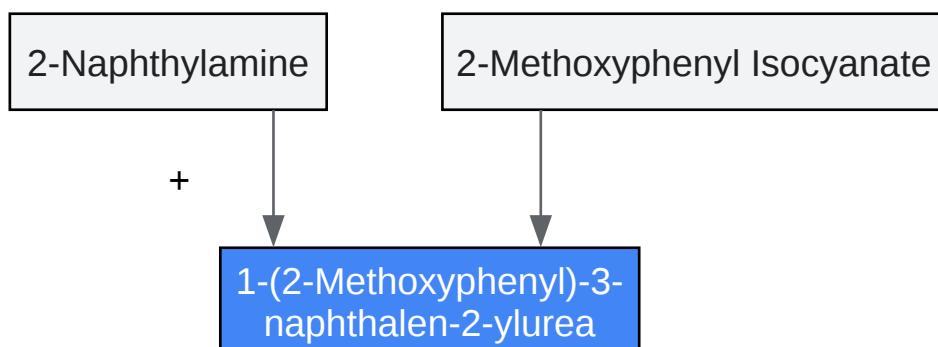 2-Naphthylamine
2-Methoxyphenyl Isocyanate
+
1-(2-Methoxyphenyl)-3-
naphthalen-2-ylurea